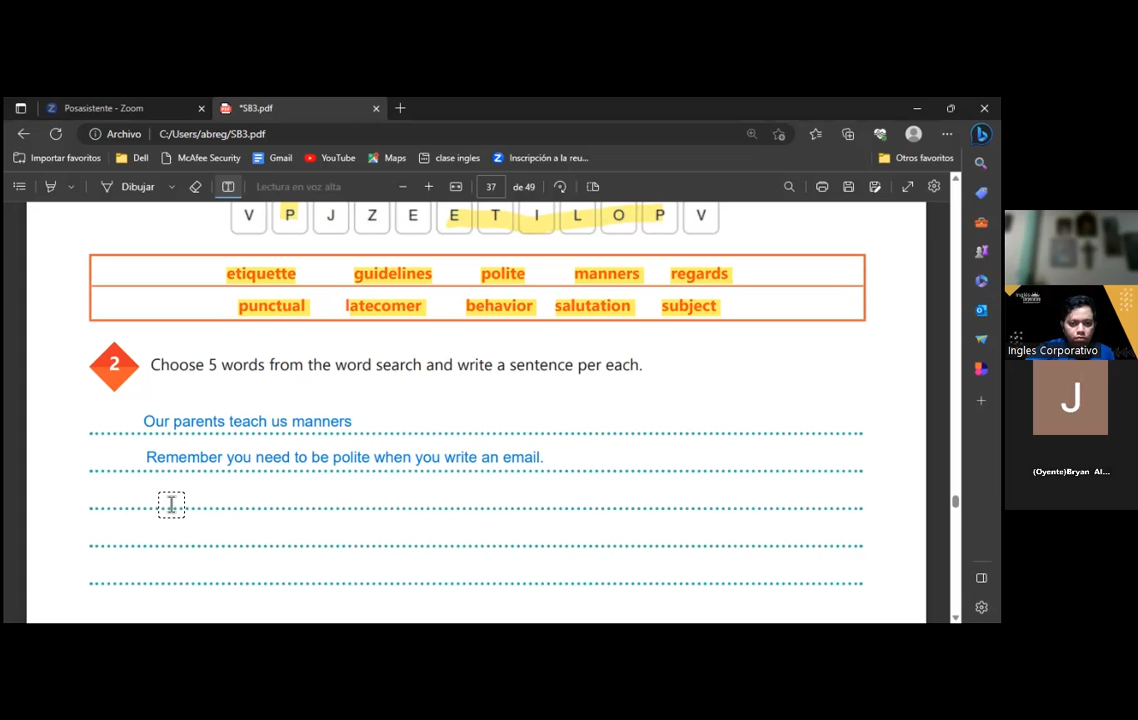 Posasistente - Zoom
*SB3.pdf
Archivo C:/Users/abreg/SB3.pdf
Importar favoritos Dell McAfee Security Gmail YouTube Maps clase ingles Inscripción a la reu... Otros favoritos
Dibujar Lectura en voz alta 37 de 49
V P J Z E E T I L O P V
etiquette guidelines polite manners regards
punctual latecomer behavior salutation subject
2 Choose 5 words from the word search and write a sentence per each.
Our parents teach us manners
Remember you need to be polite when you write an email.
Ingles Corporativo
J
(Oyente)Bryan Al...